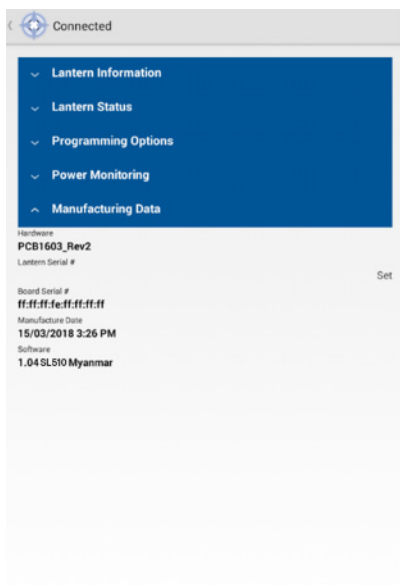 Connected
Lantern Information
Lantern Status
Programming Options
Power Monitoring
Manufacturing Data
Hardware
PCB1603_Rev2
Lantern Serial #
Set
Board Serial #
ff:ff:ff:fe:ff:ff:ff:ff
Manufacture Date
15/03/2018 3:26 PM
Software
1.04 SL510 Myanmar